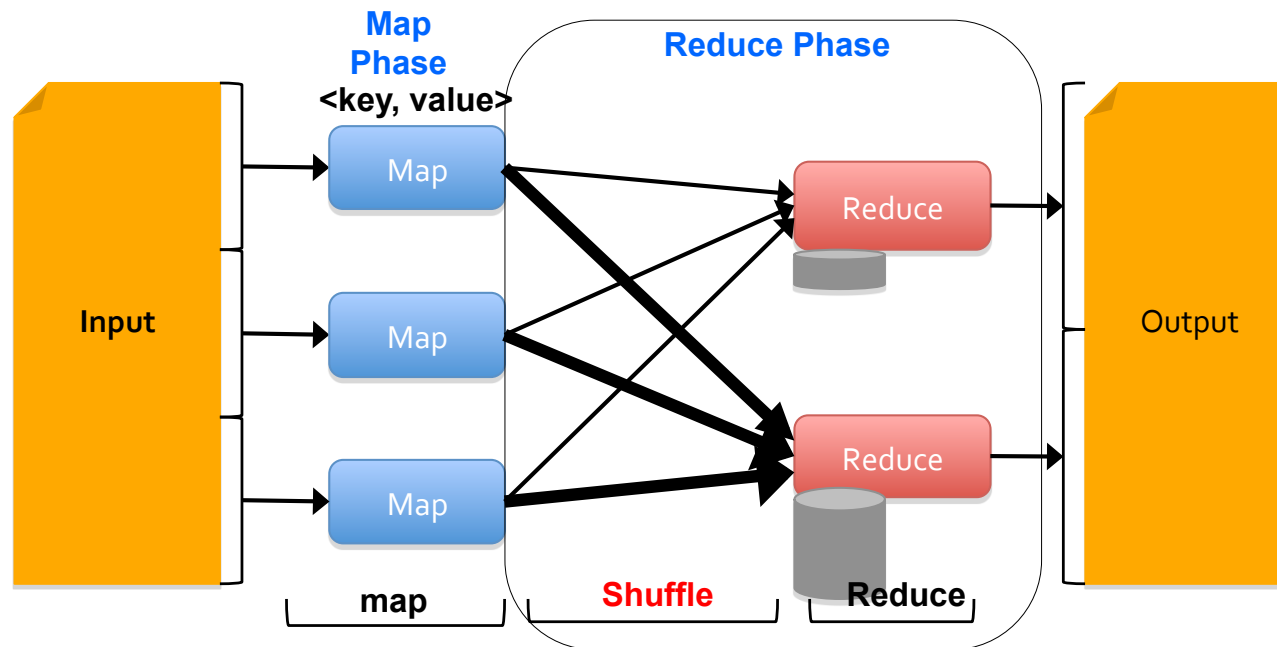 Map
Phase
<key, value>
Reduce Phase
Map
Reduce
Input
Map
Output
Reduce
Map
map
Shuffle
Reduce